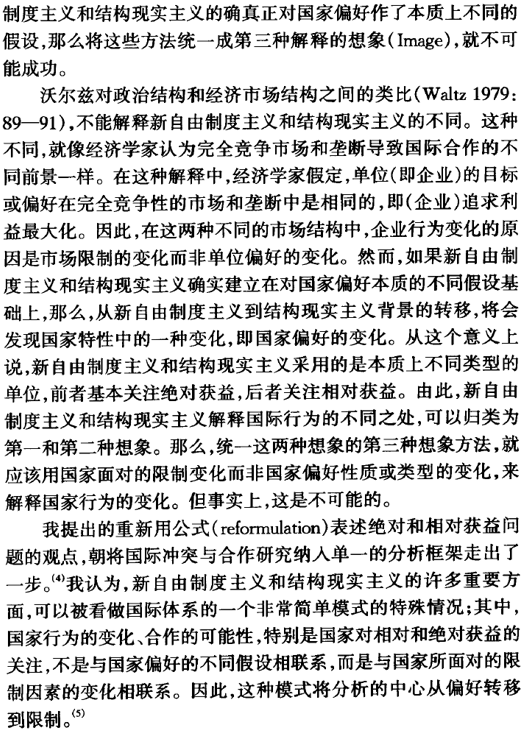 制度主义和结构现实主义的确真正对国家偏好作了本质上不同的
假设,那么将这些方法统一成第三种解释的想象(Image),就不可
能成功。
沃尔兹对政治结构和经济市场结构之间的类比(Waltz 1979:
89—91),不能解释新自由制度主义和结构现实主义的不同。这种
不同,就像经济学家认为完全竞争市场和垄断导致国际合作的不
同前景一样。在这种解释中,经济学家假定,单位(即企业)的目标
或偏好在完全竞争性的市场和垄断中是相同的,即(企业)追求利
益最大化。因此,在这两种不同的市场结构中,企业行为变化的原
因是市场限制的变化而非单位偏好的变化。然而,如果新自由制
度主义和结构现实主义确实建立在对国家偏好本质的不同假设基
础上,那么,从新自由制度主义到结构现实主义背景的转移,将会
发现国家特性中的一种变化,即国家偏好的变化。从这个意义上
说,新自由制度主义和结构现实主义采用的是本质上不同类型的
单位,前者基本关注绝对获益,后者关注相对获益。由此,新自由
制度主义和结构现实主义解释国际行为的不同之处,可以归类为
第一和第二种想象。那么,统一这两种想象的第三种想象方法,就
应该用国家面对的限制变化而非国家偏好性质或类型的变化,来
解释国家行为的变化。但事实上,这是不可能的。
我提出的重新用公式(reformulation)表述绝对和相对获益问
题的观点,朝将国际冲突与合作研究纳入单一的分析框架走出了
一步。(4)我认为,新自由制度主义和结构现实主义的许多重要方
面,可以被看做国际体系的一个非常简单模式的特殊情况;其中,
国家行为的变化、合作的可能性,特别是国家对相对和绝对获益的
关注,不是与国家偏好的不同假设相联系,而是与国家所面对的限
制因素的变化相联系。因此,这种模式将分析的中心从偏好转移
到限制。(5)